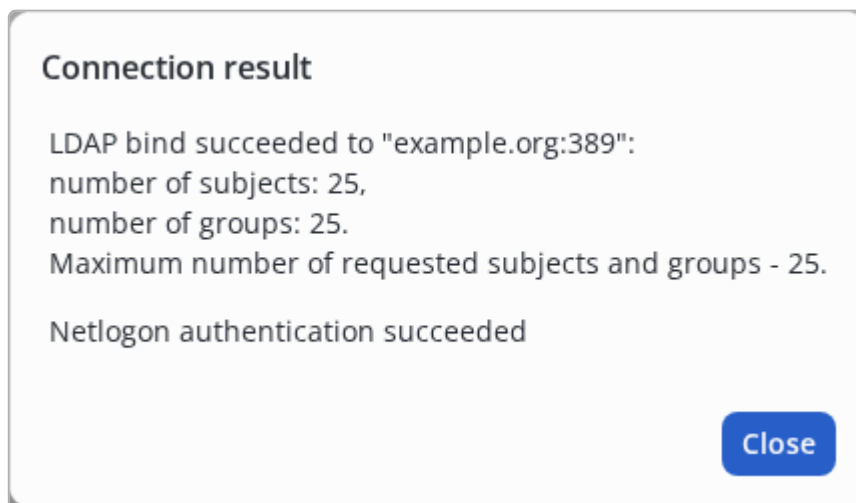 Connection result
LDAP bind succeeded to "example.org:389":
number of subjects: 25,
number of groups: 25.
Maximum number of requested subjects and groups - 25.
Netlogon authentication succeeded
Close